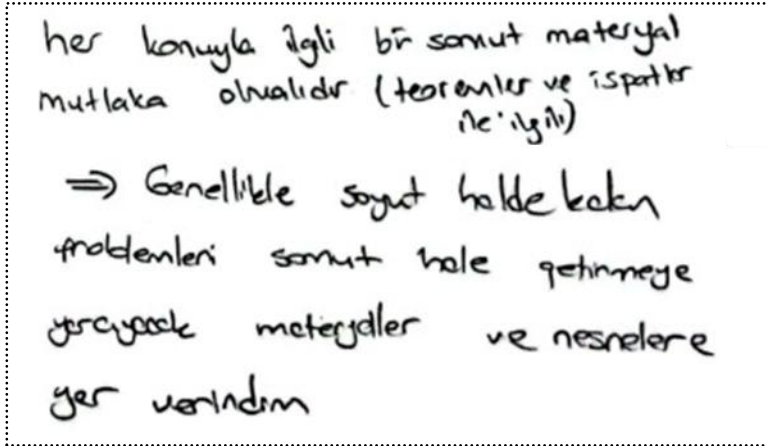 her konuyla ilgili bir somut materyal
mutlaka olmalıdır (teoremler ve ispatlar
ile ilgili)
⇒ Genellikle soyut halde kalan
problemleri somut hale getirmeye
yarayacak materyaller ve nesnelere
yer verirdim